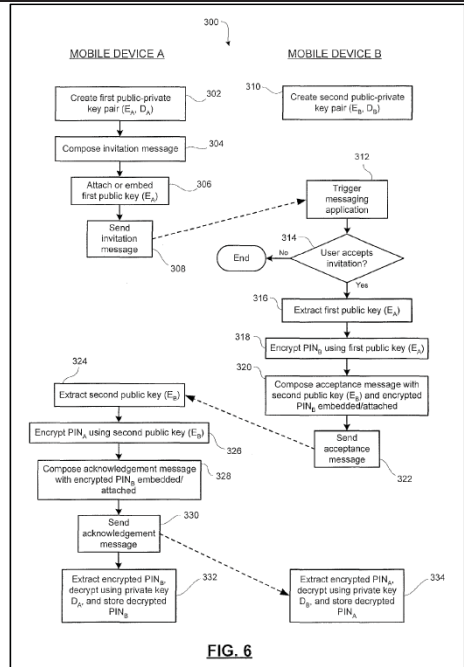 300
MOBILE DEVICE A
MOBILE DEVICE B
Create first public-private
key pair (E_A, D_A)
302
310
Create second public-private
key pair (E_B, D_B)
Compose invitation message
304
Attach or embed
first public key (E_A)
306
Send
invitation
message
308
312
Trigger
messaging
application
314
User accepts
invitation?
No
End
Yes
316
Extract first public key (E_A)
318
Encrypt PIN_B using first public key (E_A)
320
Compose acceptance message with
second public key (E_B) and encrypted
PIN_B embedded/attached
Send
acceptance
message
322
324
Extract second public key (E_B)
Encrypt PIN_A using second public key (E_B)
326
Compose acknowledgement message
with encrypted PIN_B embedded/
attached
328
Send
acknowledgement
message
330
Extract encrypted PIN_B,
decrypt using private key
D_A, and store decrypted
PIN_B
332
Extract encrypted PIN_A,
decrypt using private key
D_B, and store decrypted
PIN_A
334
FIG. 6